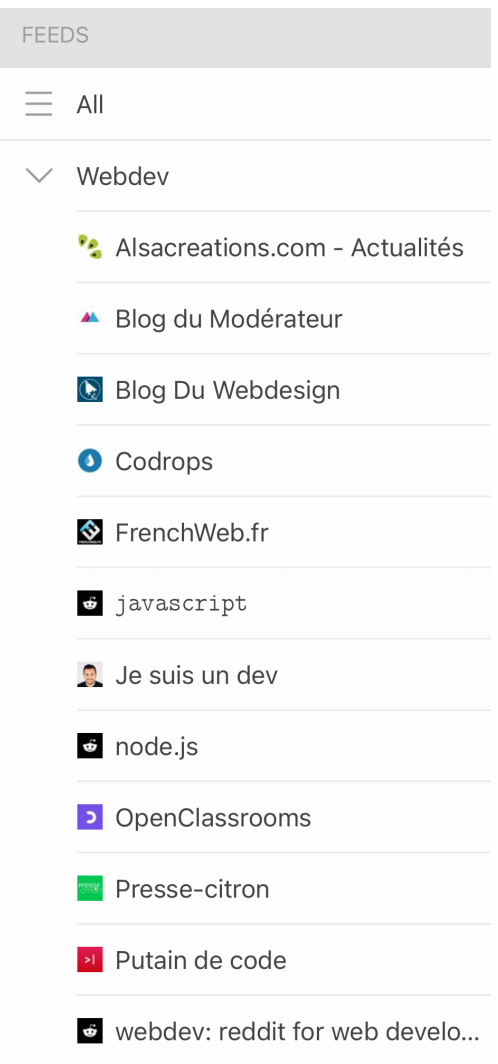 FEEDS
All
Webdev
Alsacreations.com - Actualités
Blog du Modérateur
Blog Du Webdesign
Codrops
FrenchWeb.fr
javascript
Je suis un dev
node.js
OpenClassrooms
Presse-citron
Putain de code
webdev: reddit for web develo...